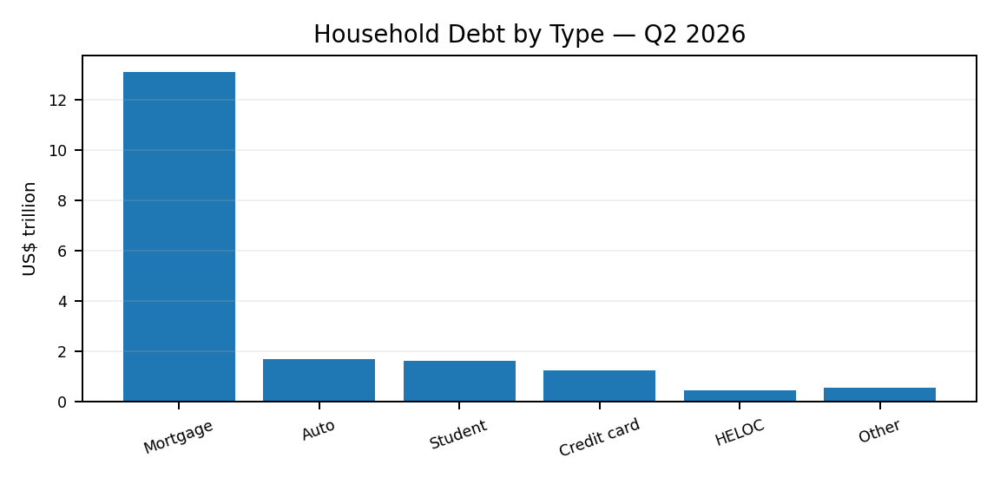 Household Debt by Type — Q2 2026
US$ trillion
12
10
8
6
4
2
0
Mortgage
Auto
Student
Credit card
HELOC
Other